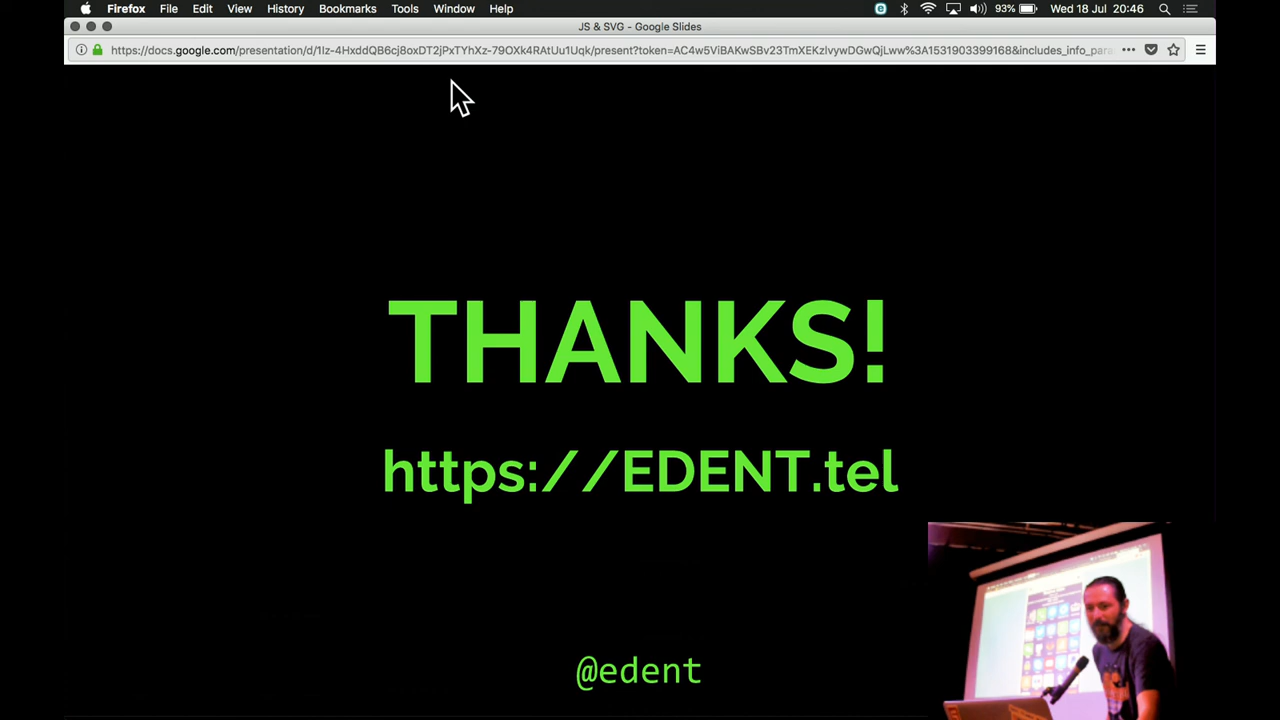 Firefox File Edit View History Bookmarks Tools Window Help 93% Wed 18 Jul 20:46
JS & SVG - Google Slides
THANKS!
https://EDENT.tel
@edent